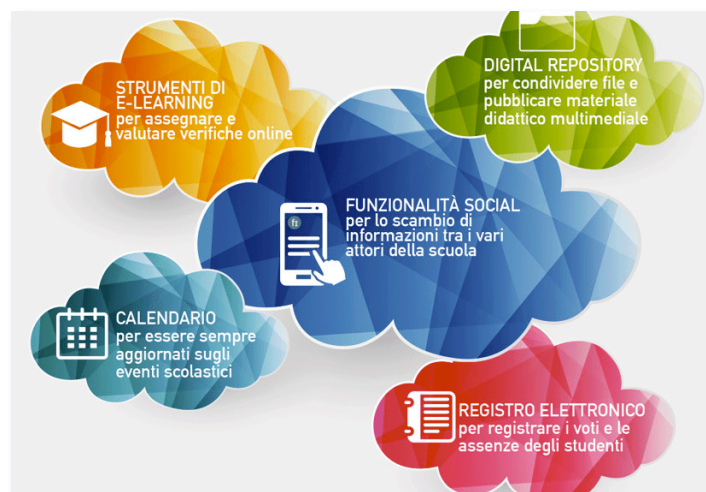 STRUMENTI DI
E-LEARNING
per assegnare e
valutare verifiche online
DIGITAL REPOSITORY
per condividere file e
pubblicare materiale
didattico multimediale
FUNZIONALITÀ SOCIAL
per lo scambio di
informazioni tra i vari
attori della scuola
CALENDARIO
per essere sempre
aggiornati sugli
eventi scolastici
REGISTRO ELETTRONICO
per registrare i voti e le
assenze degli studenti